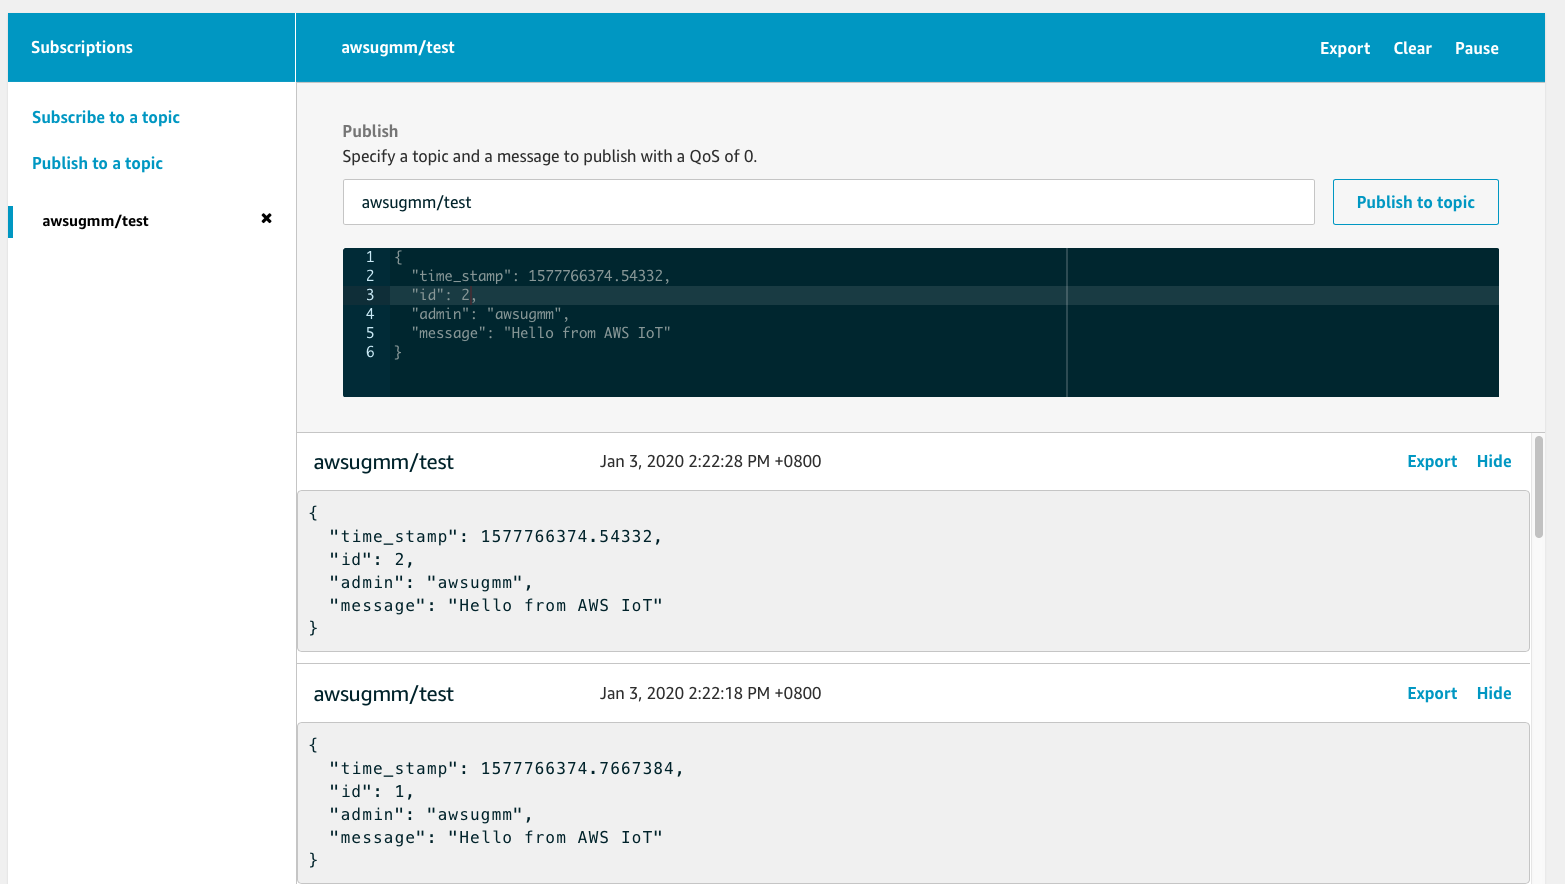 Subscriptions
awsugmm/test
Export Clear Pause
Subscribe to a topic
Publish to a topic
awsugmm/test ✖
Publish
Specify a topic and a message to publish with a QoS of 0.
awsugmm/test
Publish to topic
1 {
2 "time_stamp": 1577766374.54332,
3 "id": 2,
4 "admin": "awsugmm",
5 "message": "Hello from AWS IoT"
6 }
awsugmm/test Jan 3, 2020 2:22:28 PM +0800 Export Hide
{
"time_stamp": 1577766374.54332,
"id": 2,
"admin": "awsugmm",
"message": "Hello from AWS IoT"
}
awsugmm/test Jan 3, 2020 2:22:18 PM +0800 Export Hide
{
"time_stamp": 1577766374.7667384,
"id": 1,
"admin": "awsugmm",
"message": "Hello from AWS IoT"
}